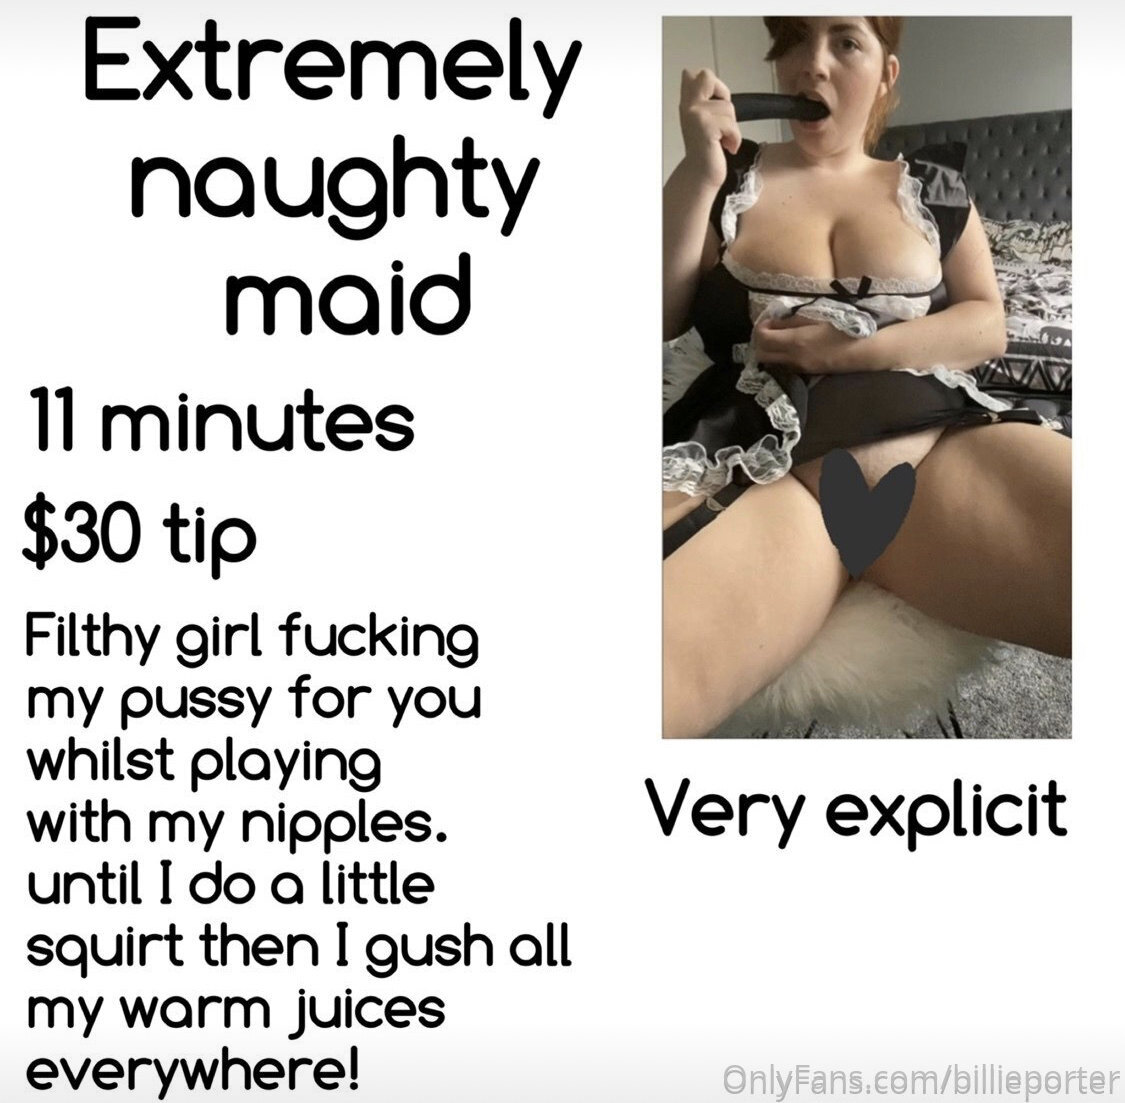 Extremely
naughty
maid
11 minutes
$30 tip
Filthy girl fucking
my pussy for you
whilst playing
with my nipples.
until I do a little
squirt then I gush all
my warm juices
everywhere!
Very explicit
OnlyFans.com/billieporter